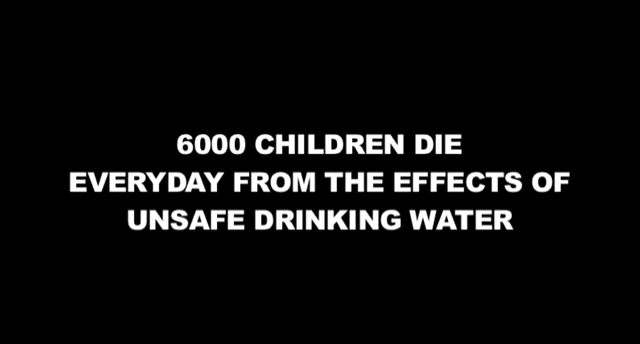 6000 CHILDREN DIE
EVERYDAY FROM THE EFFECTS OF
UNSAFE DRINKING WATER